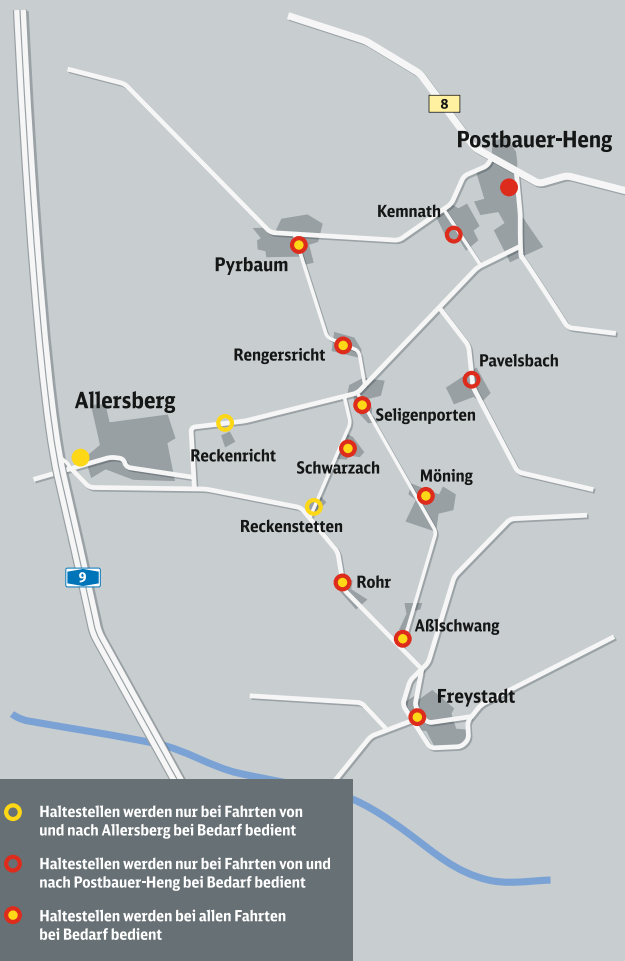 8
Postbauer-Heng
Kemnath
Pyrbaum
Rengersricht
Pavelsbach
Allersberg
Seligenporten
Reckenricht
Schwarzach
Möning
Reckenstetten
9
Rohr
Aßlschwang
Freystadt
Haltestellen werden nur bei Fahrten von
und nach Allersberg bei Bedarf bedient
Haltestellen werden nur bei Fahrten von und
nach Postbauer-Heng bei Bedarf bedient
Haltestellen werden bei allen Fahrten
bei Bedarf bedient